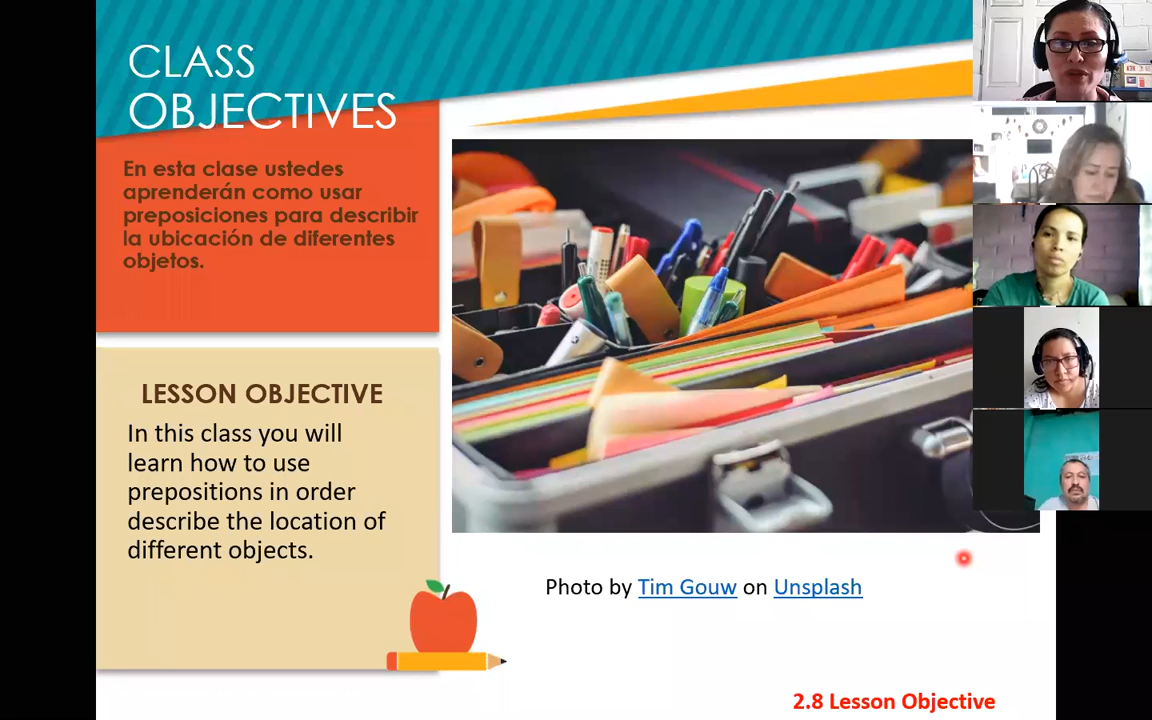 CLASS
OBJECTIVES
En esta clase ustedes
aprenderán como usar
preposiciones para describir
la ubicación de diferentes
objetos.
LESSON OBJECTIVE
In this class you will
learn how to use
prepositions in order
describe the location of
different objects.
Photo by Tim Gouw on Unsplash
2.8 Lesson Objective